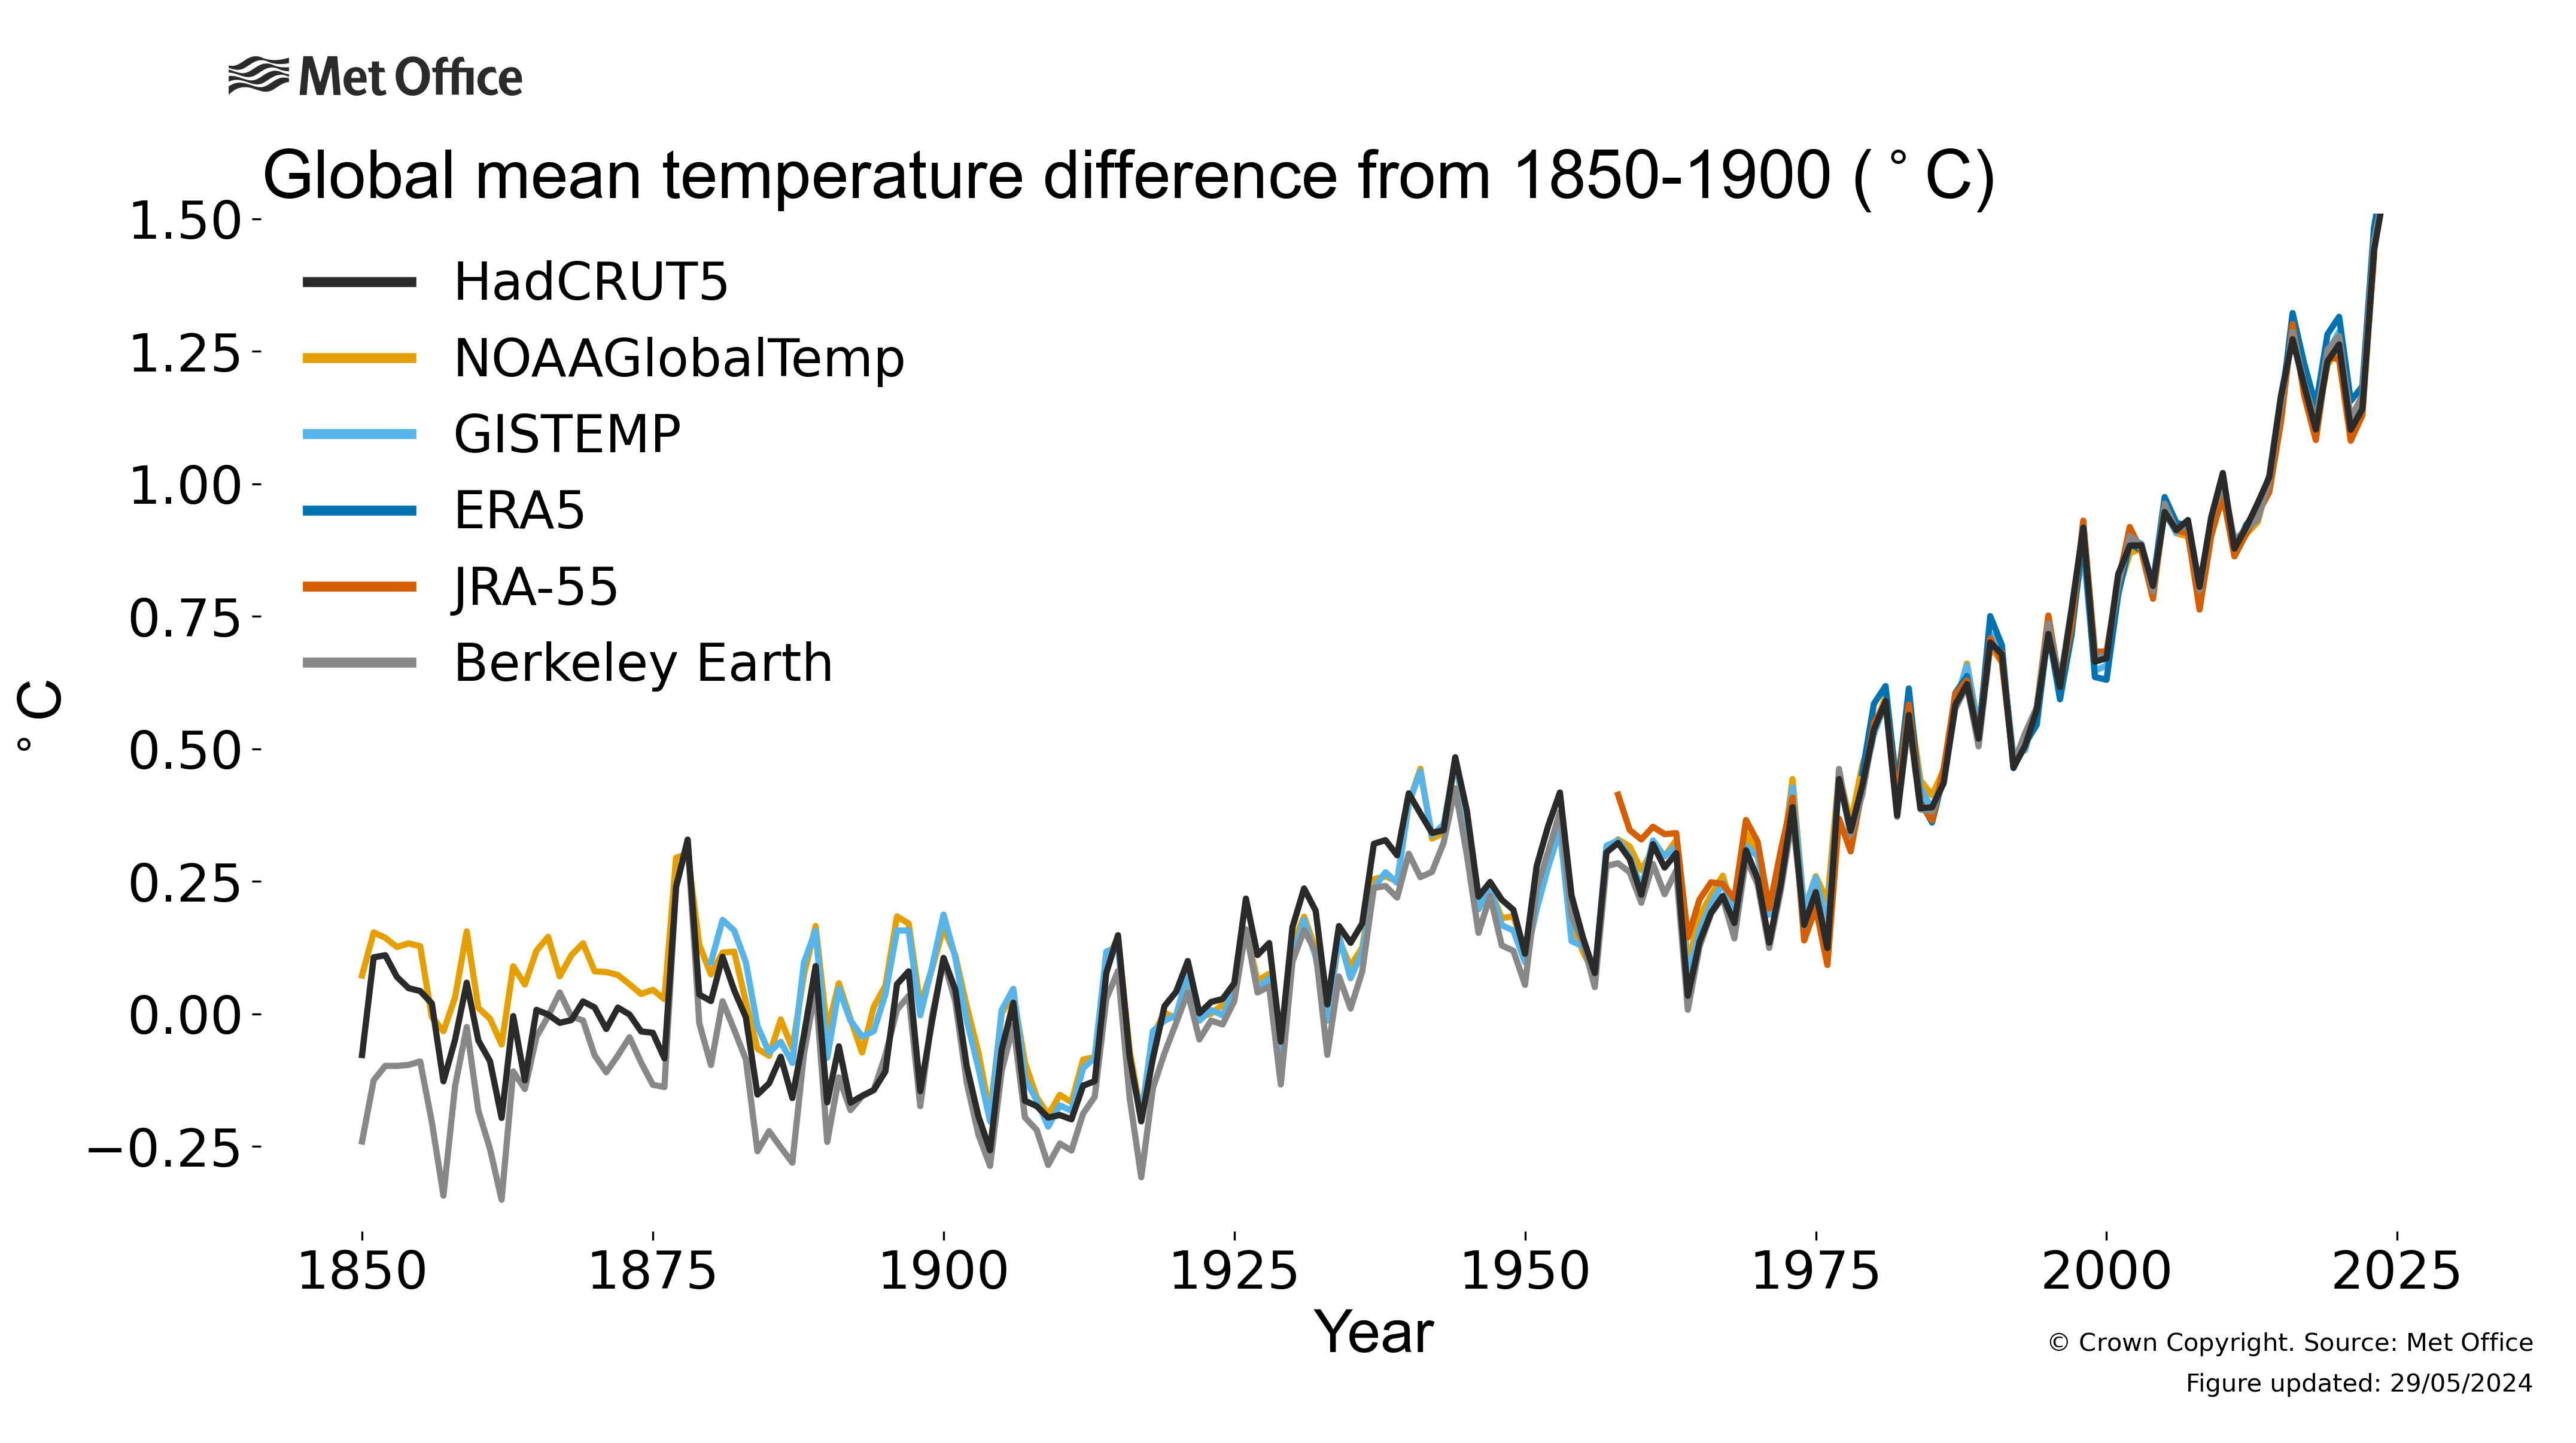 Met Office
Global mean temperature difference from 1850-1900 (°C)
1.50
1.25
1.00
0.75
0.50
0.25
0.00
−0.25
°C
HadCRUT5
NOAAGlobalTemp
GISTEMP
ERA5
JRA-55
Berkeley Earth
1850 1875 1900 1925 1950 1975 2000 2025
Year
© Crown Copyright. Source: Met Office
Figure updated: 29/05/2024